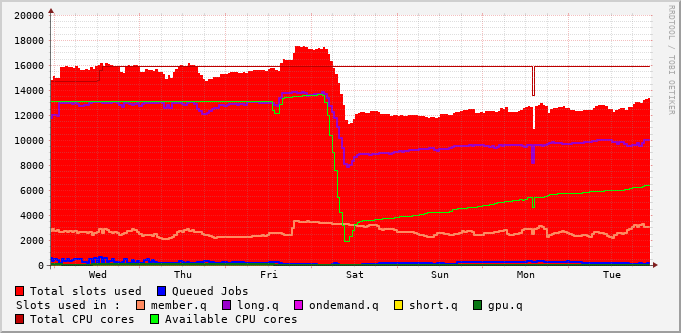 20000
18000
16000
14000
12000
10000
8000
6000
4000
2000
0
Wed Thu Fri Sat Sun Mon Tue
Total slots used Queued Jobs
Slots used in : member.q long.q ondemand.q short.q gpu.q
Total CPU cores Available CPU cores
RRDTOOL / TOBI OETIKER